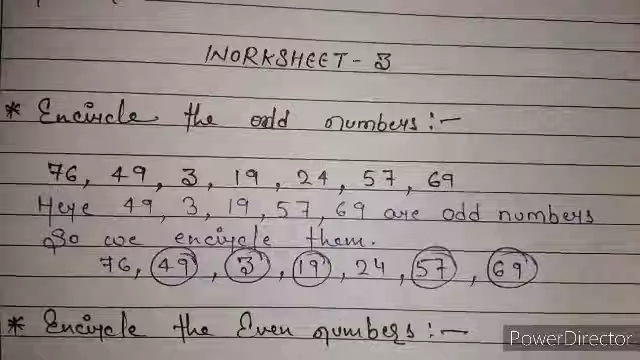 WORKSHEET - 3
* Encircle the odd numbers :-
76, 49, 3, 19, 24, 57, 69
Here 49, 3, 19, 57, 69 are odd numbers
So we encircle them.
76, 49, 3, 19, 24, 57, 69
* Encircle the Even numbers :-
PowerDirector